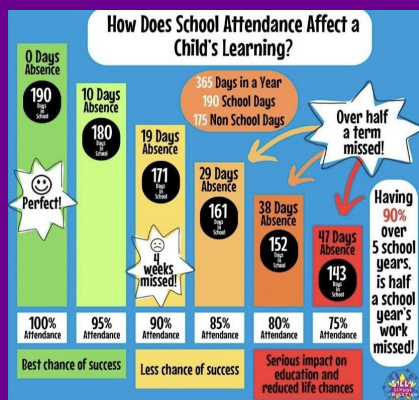 How Does School Attendance Affect a
Child's Learning?
365 Days in a Year
190 School Days
175 Non School Days
0 Days
Absence
190
Days
in
School
Perfect!
10 Days
Absence
180
Days
in
School
19 Days
Absence
171
Days
in
School
4
weeks
missed!
29 Days
Absence
161
Days
in
School
38 Days
Absence
152
Days
in
School
47 Days
Absence
143
Days
in
School
Over half
a term
missed!
Having
90%
over
5 school
years,
is half
a school
year's
work
missed!
100%
Attendance
95%
Attendance
90%
Attendance
85%
Attendance
80%
Attendance
75%
Attendance
Best chance of success
Less chance of success
Serious impact on
education and
reduced life chances
SILLY
SCHOOL